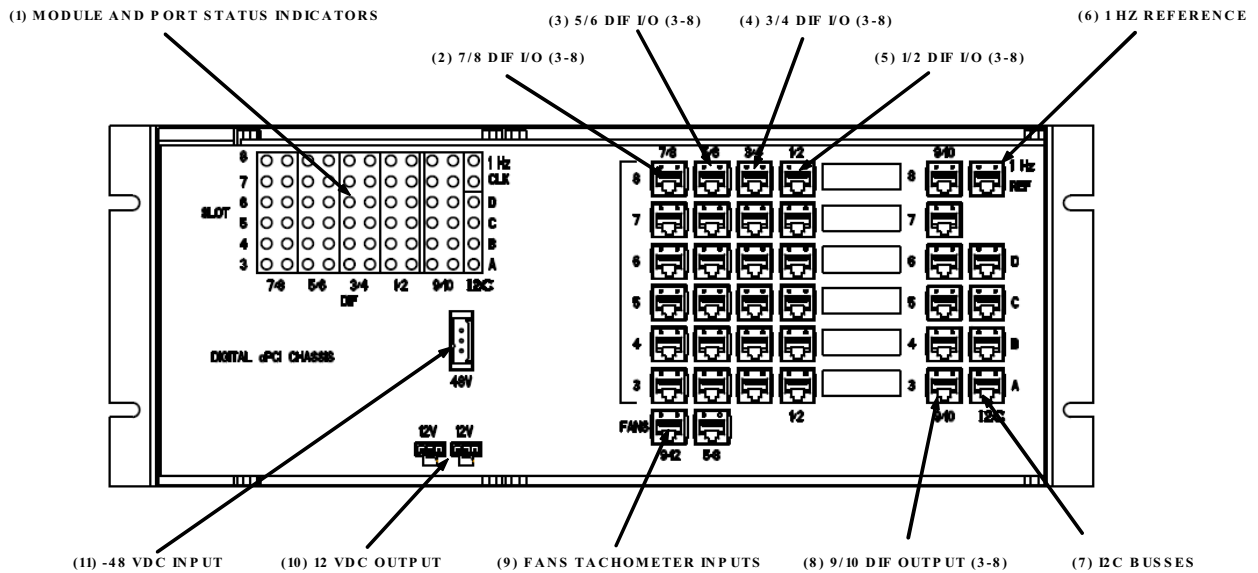 (1) MODULE AND PORT STATUS INDICATORS
(3) 5/6 DIF I/O (3-8)
(4) 3/4 DIF I/O (3-8)
(6) 1 HZ REFERENCE
(2) 7/8 DIF I/O (3-8)
(5) 1/2 DIF I/O (3-8)
8
7
6
5
4
3
SLOT
1 Hz
CLK
D
C
B
A
7/8 5/6 3/4 1/2 9/10 I2C
DIF
DIGITAL cPCI CHASSIS
48V
12V 12V
7/8 5/6 3/4 1/2 9/10
8 8 1 Hz
REF
7 7
6 6 D
5 5 C
4 4 B
3 3 A
1/2 9/10 I2C
FANS
9-12 5-8
(11) -48 VDC INPUT
(10) 12 VDC OUTPUT
(9) FANS TACHOMETER INPUTS
(8) 9/10 DIF OUTPUT (3-8)
(7) I2C BUSSES